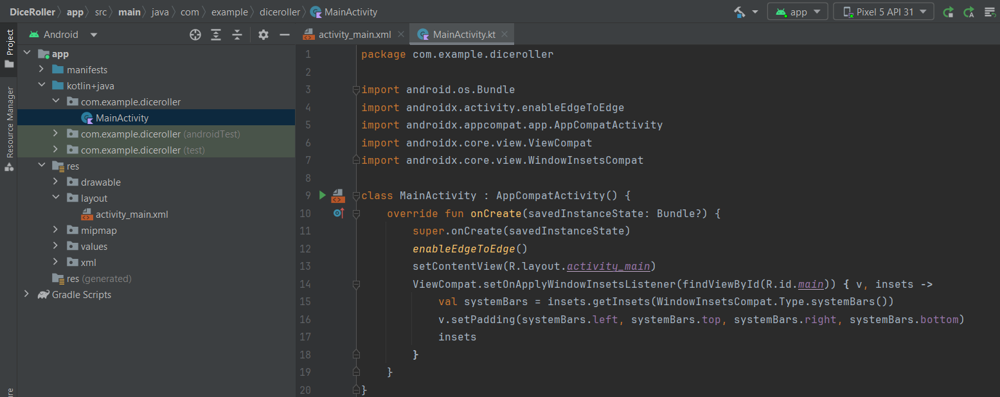 DiceRoller app src main java com example diceroller MainActivity
app Pixel 5 API 31
Project
Resource Manager
Android
app
manifests
kotlin+java
com.example.diceroller
MainActivity
com.example.diceroller (androidTest)
com.example.diceroller (test)
res
drawable
layout
activity_main.xml
mipmap
values
xml
res (generated)
Gradle Scripts
activity_main.xml MainActivity.kt
1 package com.example.diceroller
2
3 import android.os.Bundle
4 import androidx.activity.enableEdgeToEdge
5 import androidx.appcompat.app.AppCompatActivity
6 import androidx.core.view.ViewCompat
7 import androidx.core.view.WindowInsetsCompat
8
9 class MainActivity : AppCompatActivity() {
10 override fun onCreate(savedInstanceState: Bundle?) {
11 super.onCreate(savedInstanceState)
12 enableEdgeToEdge()
13 setContentView(R.layout.activity_main)
14 ViewCompat.setOnApplyWindowInsetsListener(findViewById(R.id.main)) { v, insets ->
15 val systemBars = insets.getInsets(WindowInsetsCompat.Type.systemBars())
16 v.setPadding(systemBars.left, systemBars.top, systemBars.right, systemBars.bottom)
17 insets
18 }
19 }
20 }